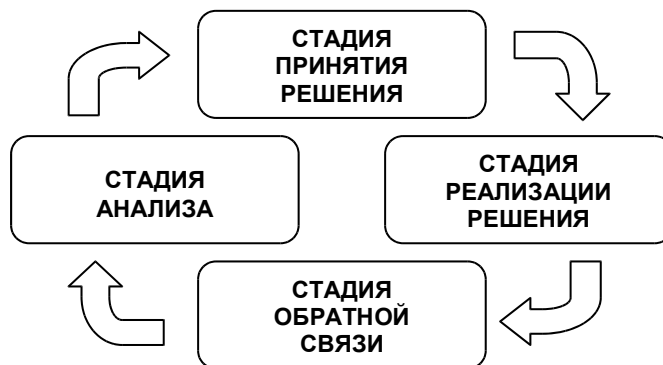 СТАДИЯ
ПРИНЯТИЯ
РЕШЕНИЯ
СТАДИЯ
АНАЛИЗА
СТАДИЯ
РЕАЛИЗАЦИИ
РЕШЕНИЯ
СТАДИЯ
ОБРАТНОЙ
СВЯЗИ